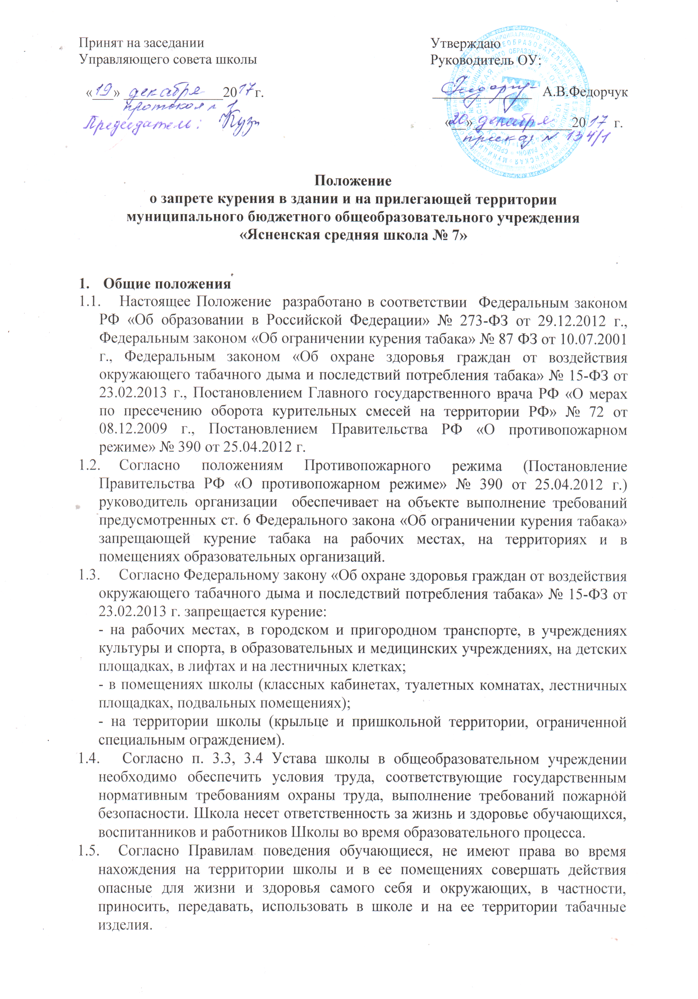 Принят на заседании
Управляющего совета школы
«19» декабря 2017 г.
протокол № 1
Председатель:
Утверждаю
Руководитель ОУ:
А.В.Федорчук
«20» декабря 2017 г.
приказ № 134/1
Положение
о запрете курения в здании и на прилегающей территории
муниципального бюджетного общеобразовательного учреждения
«Ясненская средняя школа № 7»
1. Общие положения
1.1. Настоящее Положение разработано в соответствии Федеральным законом
РФ «Об образовании в Российской Федерации» № 273-ФЗ от 29.12.2012 г.,
Федеральным законом «Об ограничении курения табака» № 87 ФЗ от 10.07.2001
г., Федеральным законом «Об охране здоровья граждан от воздействия
окружающего табачного дыма и последствий потребления табака» № 15-ФЗ от
23.02.2013 г., Постановлением Главного государственного врача РФ «О мерах
по пресечению оборота курительных смесей на территории РФ» № 72 от
08.12.2009 г., Постановлением Правительства РФ «О противопожарном
режиме» № 390 от 25.04.2012 г.
1.2. Согласно положениям Противопожарного режима (Постановление
Правительства РФ «О противопожарном режиме» № 390 от 25.04.2012 г.)
руководитель организации обеспечивает на объекте выполнение требований
предусмотренных ст. 6 Федерального закона «Об ограничении курения табака»
запрещающей курение табака на рабочих местах, на территориях и в
помещениях образовательных организаций.
1.3. Согласно Федеральному закону «Об охране здоровья граждан от воздействия
окружающего табачного дыма и последствий потребления табака» № 15-ФЗ от
23.02.2013 г. запрещается курение:
- на рабочих местах, в городском и пригородном транспорте, в учреждениях
культуры и спорта, в образовательных и медицинских учреждениях, на детских
площадках, в лифтах и на лестничных клетках;
- в помещениях школы (классных кабинетах, туалетных комнатах, лестничных
площадках, подвальных помещениях);
- на территории школы (крыльце и пришкольной территории, ограниченной
специальным ограждением).
1.4. Согласно п. 3.3, 3.4 Устава школы в общеобразовательном учреждении
необходимо обеспечить условия труда, соответствующие государственным
нормативным требованиям охраны труда, выполнение требований пожарной
безопасности. Школа несет ответственность за жизнь и здоровье обучающихся,
воспитанников и работников Школы во время образовательного процесса.
1.5. Согласно Правилам поведения обучающиеся, не имеют права во время
нахождения на территории школы и в ее помещениях совершать действия
опасные для жизни и здоровья самого себя и окружающих, в частности,
приносить, передавать, использовать в школе и на ее территории табачные
изделия.